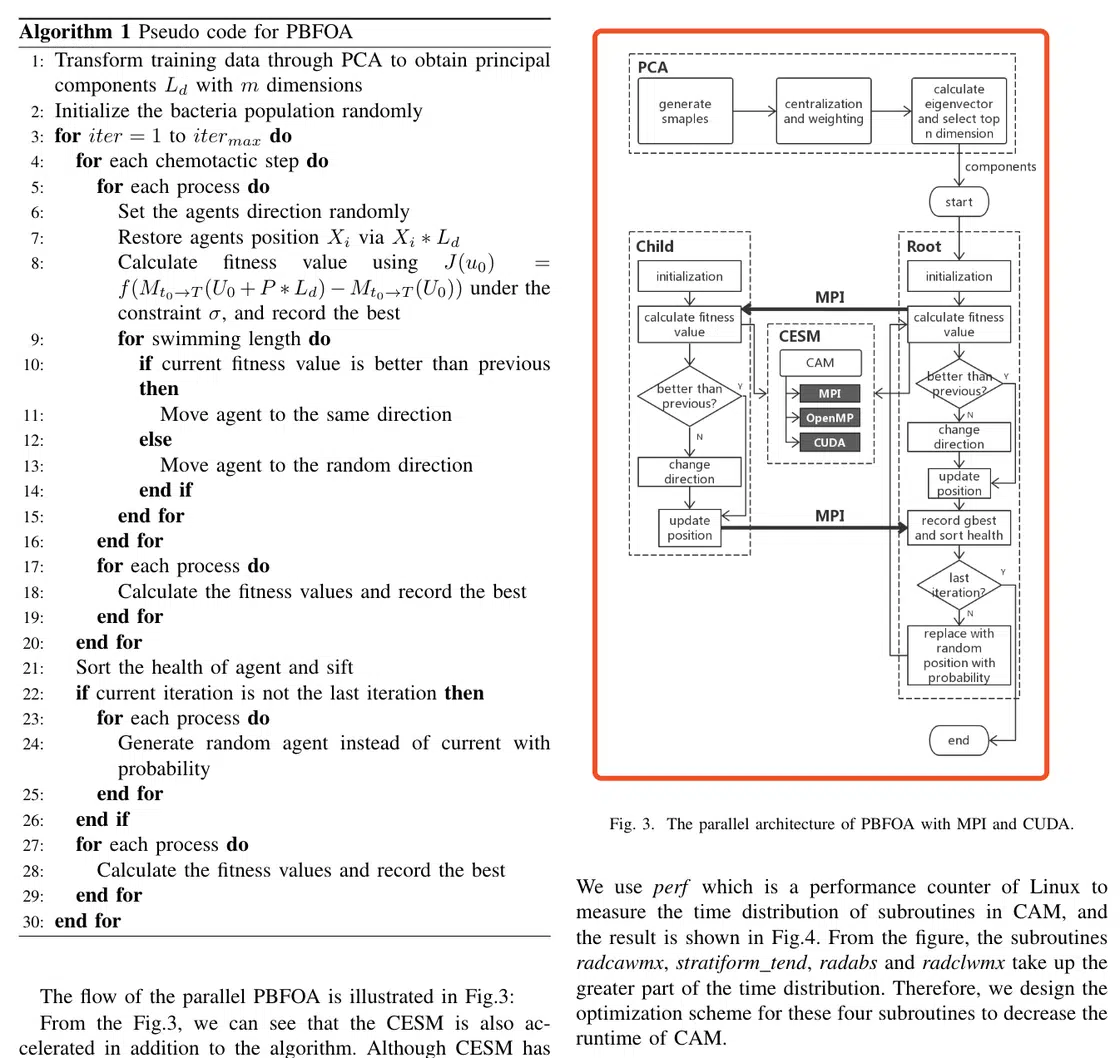 Algorithm 1 Pseudo code for PBFOA
1: Transform training data through PCA to obtain principal
components L_d with m dimensions
2: Initialize the bacteria population randomly
3: for iter = 1 to iter_max do
4: for each chemotactic step do
5: for each process do
6: Set the agents direction randomly
7: Restore agents position X_i via X_i ∗ L_d
8: Calculate fitness value using J(u_0) =
f(M_{t_0→T}(U_0 + P ∗ L_d) − M_{t_0→T}(U_0)) under the
constraint σ, and record the best
9: for swimming length do
10: if current fitness value is better than previous
then
11: Move agent to the same direction
12: else
13: Move agent to the random direction
14: end if
15: end for
16: end for
17: for each process do
18: Calculate the fitness values and record the best
19: end for
20: end for
21: Sort the health of agent and sift
22: if current iteration is not the last iteration then
23: for each process do
24: Generate random agent instead of current with
probability
25: end for
26: end if
27: for each process do
28: Calculate the fitness values and record the best
29: end for
30: end for
The flow of the parallel PBFOA is illustrated in Fig.3:
From the Fig.3, we can see that the CESM is also ac-
celerated in addition to the algorithm. Although CESM has
PCA
generate
smaples
centralization
and weighting
calculate
eigenvector
and select top
n dimension
components
start
Child
initialization
calculate fitness
value
better than
previous?
Y
N
change
direction
update
position
MPI
CESM
CAM
MPI
OpenMP
CUDA
MPI
Root
initialization
calculate fitness
value
better than
previous?
Y
N
change
direction
update
position
record gbest
and sort health
last
iteration?
Y
N
replace with
random
position with
probability
end
Fig. 3. The parallel architecture of PBFOA with MPI and CUDA.
We use perf which is a performance counter of Linux to
measure the time distribution of subroutines in CAM, and
the result is shown in Fig.4. From the figure, the subroutines
radcawmx, stratiform_tend, radabs and radclwmx take up the
greater part of the time distribution. Therefore, we design the
optimization scheme for these four subroutines to decrease the
runtime of CAM.